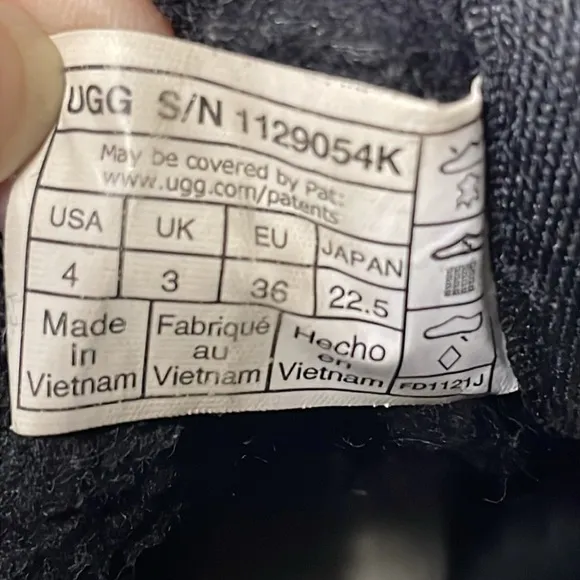 UGG S/N 1129054K
May be covered by Pat:
www.ugg.com/patents
USA UK EU JAPAN
4 3 36 22.5
Made in Vietnam
Fabriqué au Vietnam
Hecho en Vietnam
FD1121J